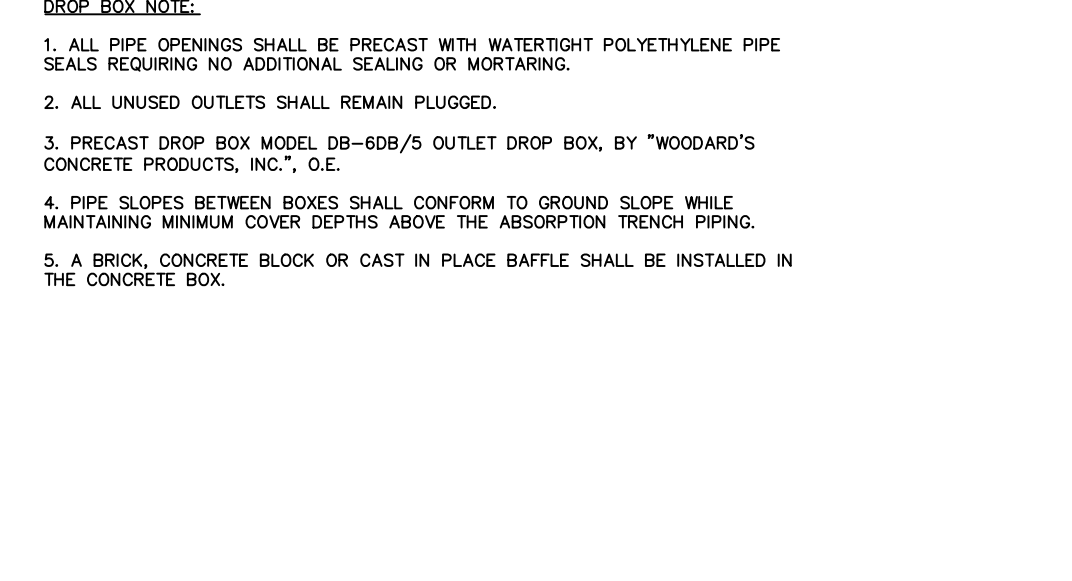 DROP BOX NOTE:
1. ALL PIPE OPENINGS SHALL BE PRECAST WITH WATERTIGHT POLYETHYLENE PIPE
SEALS REQUIRING NO ADDITIONAL SEALING OR MORTARING.
2. ALL UNUSED OUTLETS SHALL REMAIN PLUGGED.
3. PRECAST DROP BOX MODEL DB-6DB/5 OUTLET DROP BOX, BY "WOODARD'S
CONCRETE PRODUCTS, INC.", O.E.
4. PIPE SLOPES BETWEEN BOXES SHALL CONFORM TO GROUND SLOPE WHILE
MAINTAINING MINIMUM COVER DEPTHS ABOVE THE ABSORPTION TRENCH PIPING.
5. A BRICK, CONCRETE BLOCK OR CAST IN PLACE BAFFLE SHALL BE INSTALLED IN
THE CONCRETE BOX.